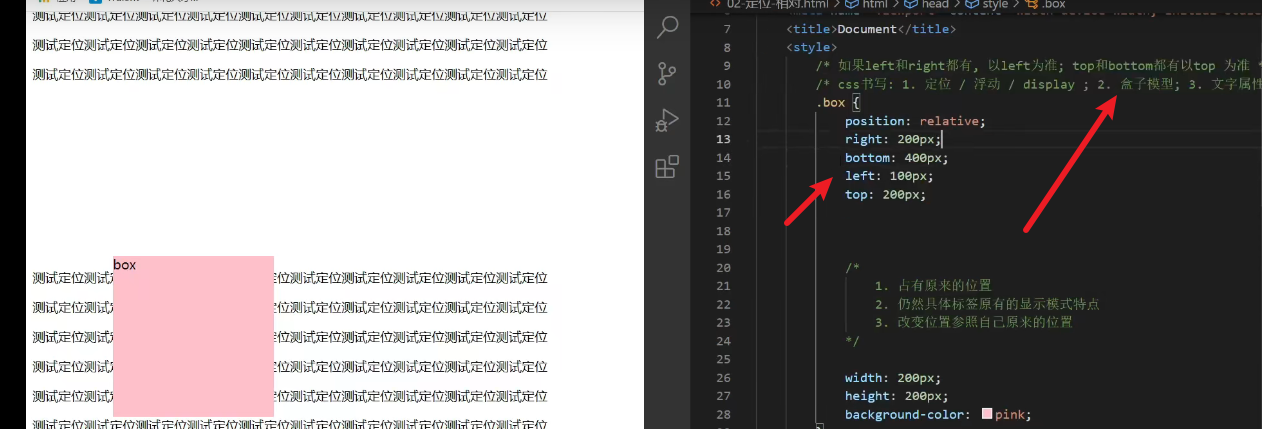 测试定位测试定位测试定位测试定位测试定位测试定位测试定位测试定位测试定位测试定位
测试定位测试定位测试定位测试定位测试定位测试定位测试定位测试定位测试定位测试定位
测试定位测试定位测试定位测试定位测试定位测试定位测试定位测试定位测试定位测试定位
box
测试定位测试 定位测试定位测试定位测试定位测试定位测试定位
测试定位测试 定位测试定位测试定位测试定位测试定位测试定位
测试定位测试 定位测试定位测试定位测试定位测试定位测试定位
测试定位测试 定位测试定位测试定位测试定位测试定位测试定位
测试定位测试 定位测试定位测试定位测试定位测试定位测试定位
测试定位测试定位测试定位测试定位测试定位测试定位测试定位测试定位测试定位测试定位
02-定位-相对.html > html > head > style > .box
7 <title>Document</title>
8 <style>
9 /* 如果left和right都有, 以left为准; top和bottom都有以top 为准 *
10 /* css书写: 1. 定位 / 浮动 / display ; 2. 盒子模型; 3. 文字属性
11 .box {
12 position: relative;
13 right: 200px;
14 bottom: 400px;
15 left: 100px;
16 top: 200px;
17
18
19
20 /*
21 1. 占有原来的位置
22 2. 仍然具体标签原有的显示模式特点
23 3. 改变位置参照自己原来的位置
24 */
25
26 width: 200px;
27 height: 200px;
28 background-color: pink;
}